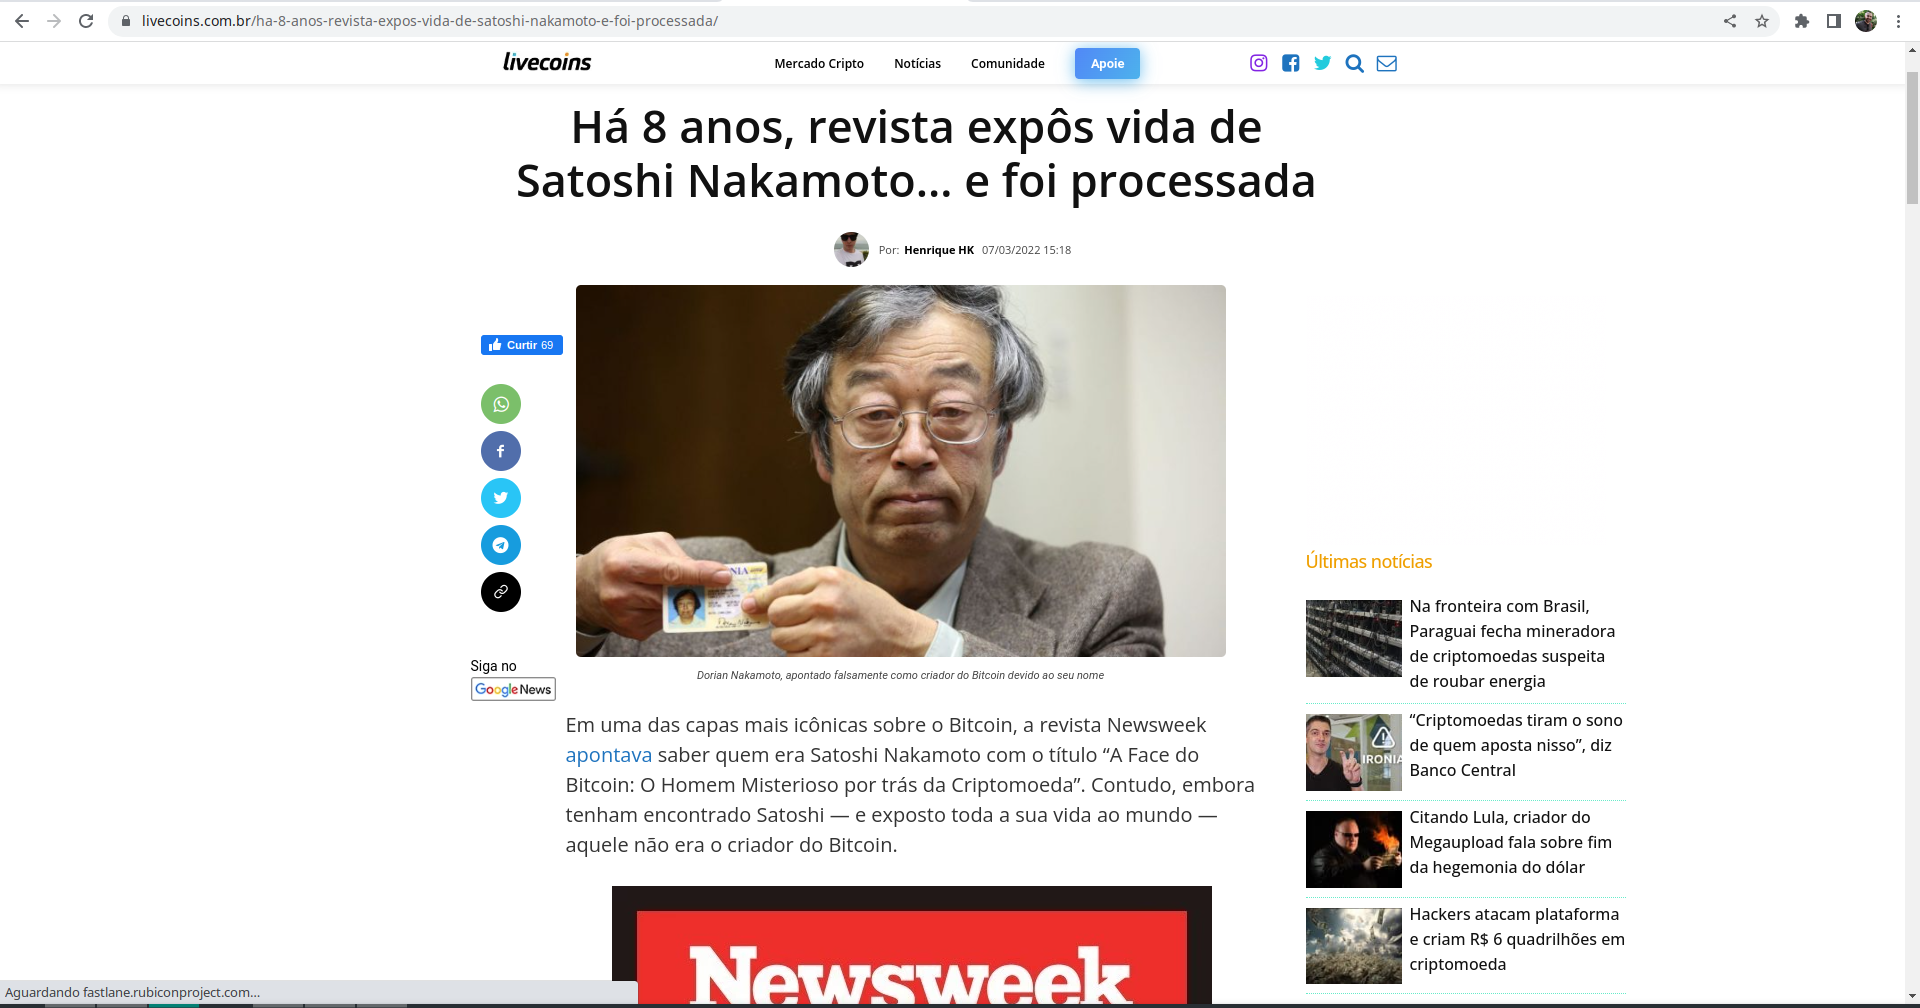 livecoins.com.br/ha-8-anos-revista-expos-vida-de-satoshi-nakamoto-e-foi-processada/
livecoins
Mercado Cripto
Notícias
Comunidade
Apoie
Há 8 anos, revista expôs vida de
Satoshi Nakamoto... e foi processada
Por: Henrique HK 07/03/2022 15:18
Curtir 69
NIA
Siga no
Google News
Dorian Nakamoto, apontado falsamente como criador do Bitcoin devido ao seu nome
Em uma das capas mais icônicas sobre o Bitcoin, a revista Newsweek
apontava saber quem era Satoshi Nakamoto com o título “A Face do
Bitcoin: O Homem Misterioso por trás da Criptomoeda”. Contudo, embora
tenham encontrado Satoshi — e exposto toda a sua vida ao mundo —
aquele não era o criador do Bitcoin.
Newsweek
Últimas notícias
Na fronteira com Brasil,
Paraguai fecha mineradora
de criptomoedas suspeita
de roubar energia
IRONIA
“Criptomoedas tiram o sono
de quem aposta nisso”, diz
Banco Central
Citando Lula, criador do
Megaupload fala sobre fim
da hegemonia do dólar
Hackers atacam plataforma
e criam R$ 6 quadrilhões em
criptomoeda
Aguardando fastlane.rubiconproject.com...